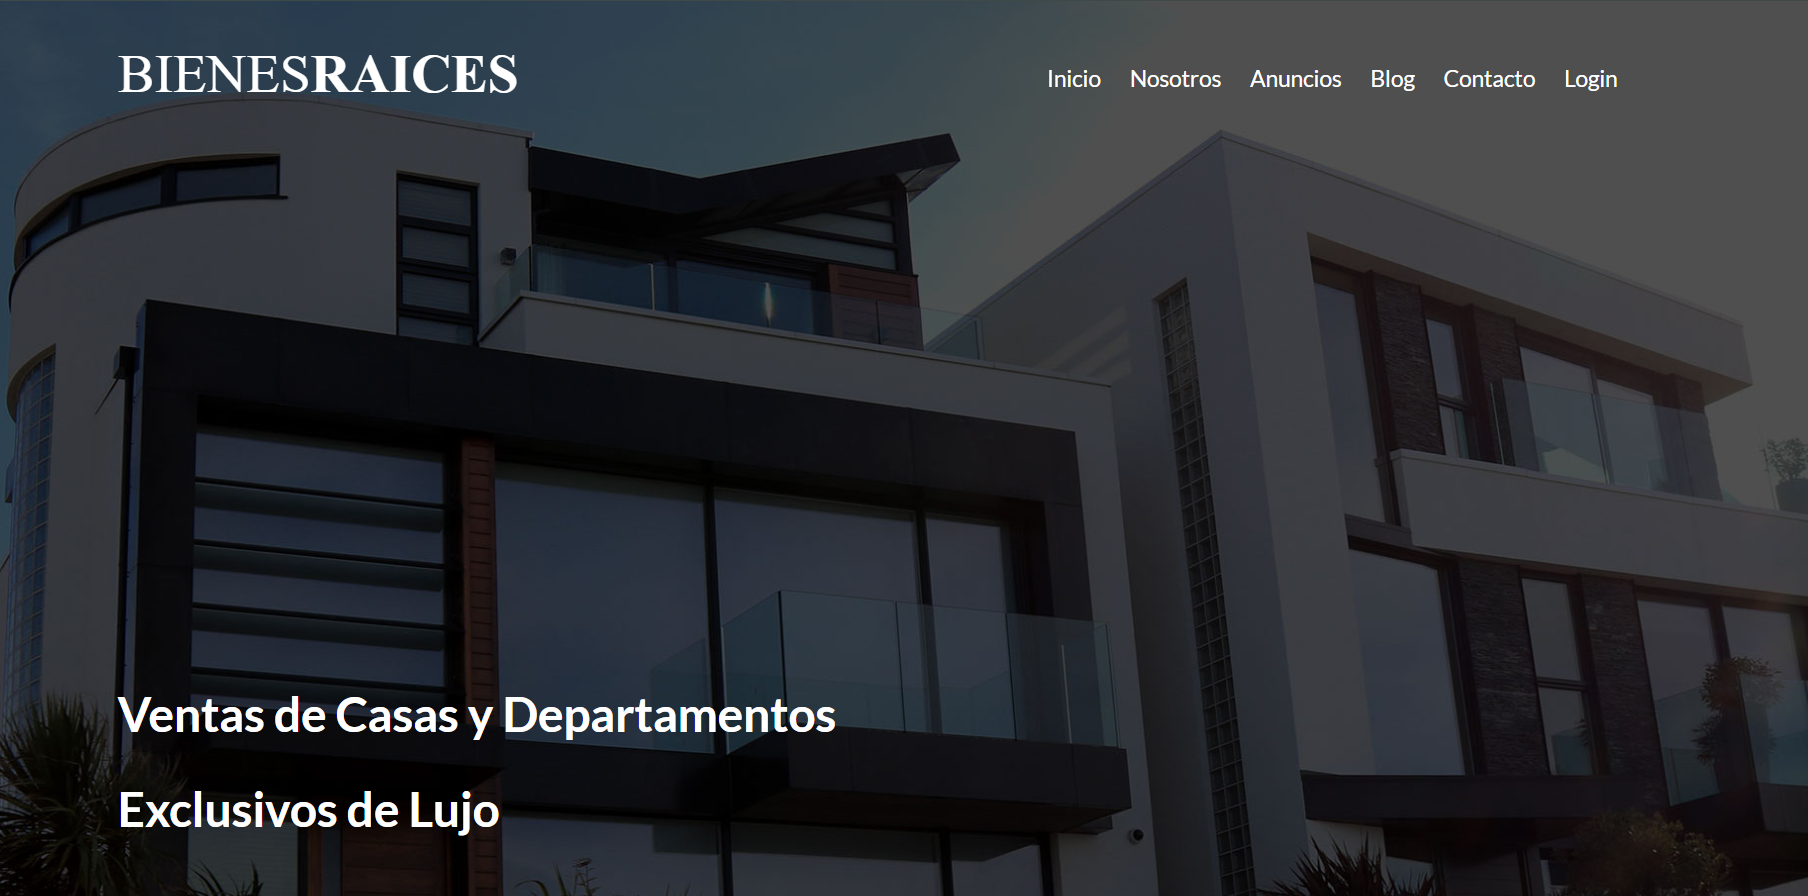 BIENESRAICES
Inicio Nosotros Anuncios Blog Contacto Login
Ventas de Casas y Departamentos
Exclusivos de Lujo